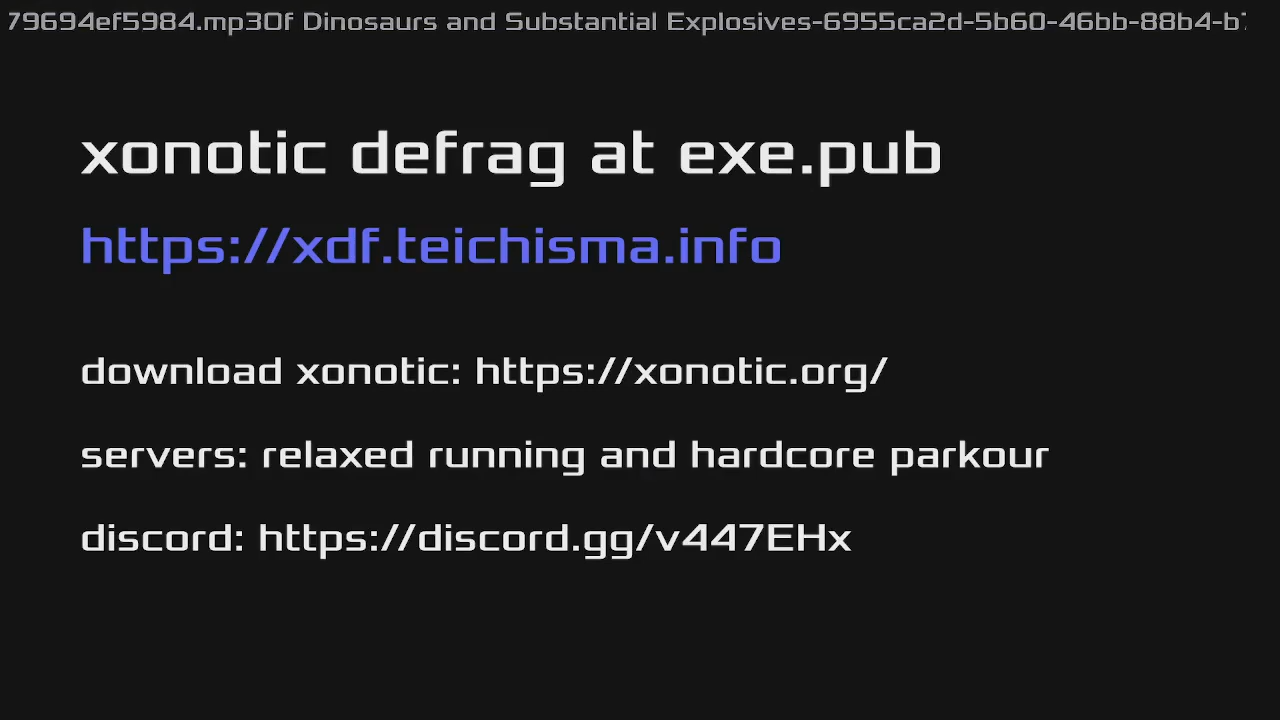 79694ef5984.mp3Of Dinosaurs and Substantial Explosives-6955ca2d-5b60-46bb-88b4-b
xonotic defrag at exe.pub
https://xdf.teichisma.info
download xonotic: https://xonotic.org/
servers: relaxed running and hardcore parkour
discord: https://discord.gg/v447EHx